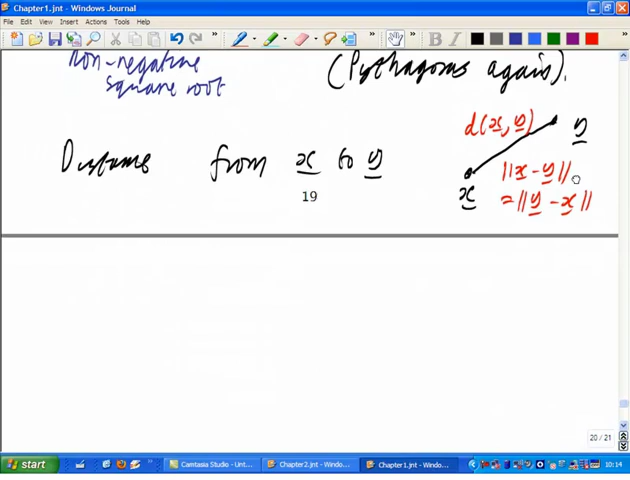 Chapter1.jnt - Windows Journal
File Edit View Insert Actions Tools Help
Non-negative
square root
(Pythagoras again).
Distance from x to y
d(x, y)
y
x
||x - y||
= ||y - x||
19
20 / 21
start
Camtasia Studio - Unt...
Chapter2.jnt - Windo...
Chapter1.jnt - Windo...
10:14